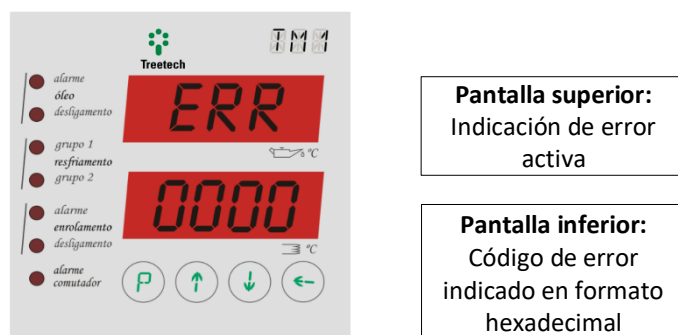 TM1
Treetech
alarme
óleo
desligamento
ERR
°C
grupo 1
resfriamento
grupo 2
0000
°C
alarme
enrolamento
desligamento
alarme
comutador
P
Pantalla superior:
Indicación de error
activa
Pantalla inferior:
Código de error
indicado en formato
hexadecimal